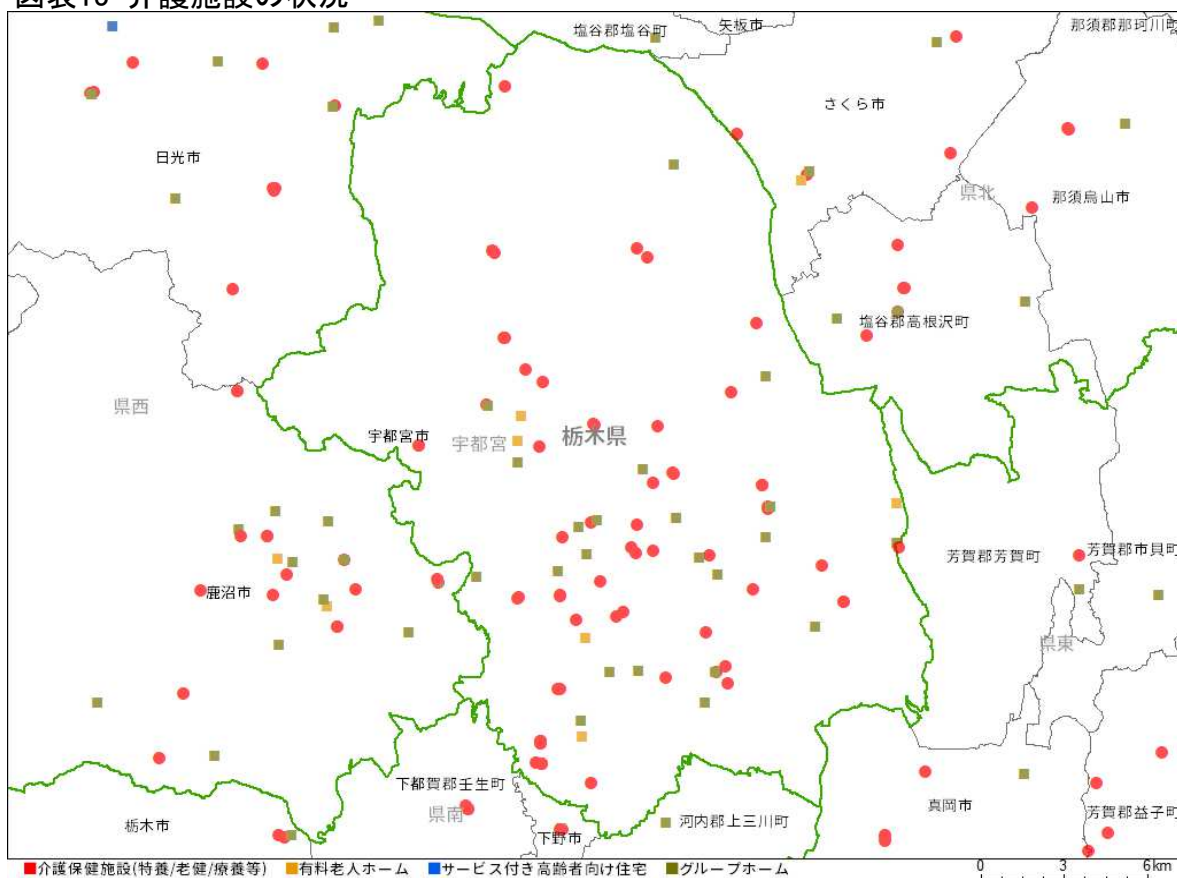 図表16 介護施設の状況
塩谷郡塩谷町
矢板市
那須郡那珂川町
さくら市
日光市
県北
那須烏山市
塩谷郡高根沢町
県西
宇都宮市
宇都宮
栃木県
芳賀郡芳賀町
芳賀郡市貝町
鹿沼市
県東
下都賀郡壬生町
県南
栃木市
下野市
河内郡上三川町
真岡市
芳賀郡益子町
介護保健施設(特養/老健/療養等) 有料老人ホーム サービス付き高齢者向け住宅 グループホーム
0 3 6km